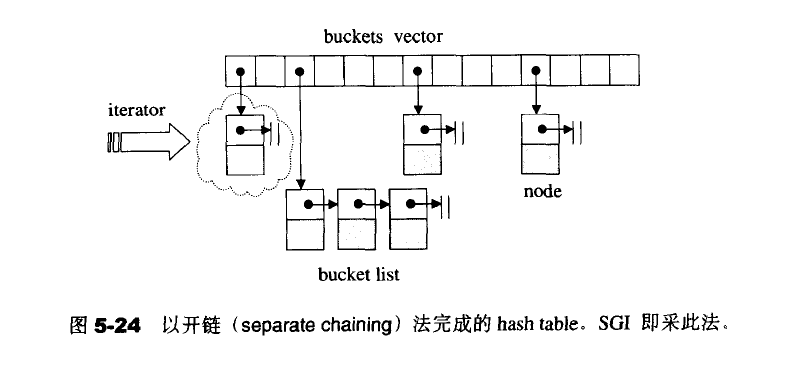 buckets vector
iterator
node
bucket list
图 5-24 以开链（separate chaining）法完成的 hash table。SGI 即采此法。